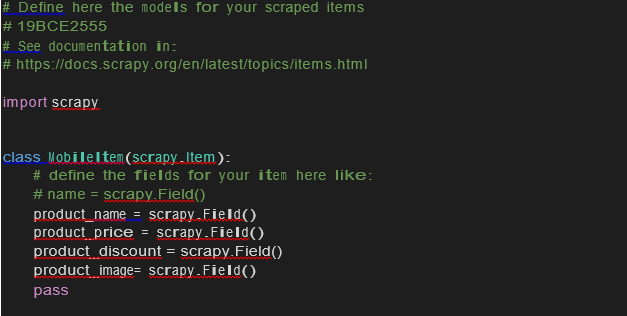 # Define here the models for your scraped items
# 19BCE2555
# See documentation in:
# https://docs.scrapy.org/en/latest/topics/items.html
import scrapy
class MobileItem(scrapy.Item):
# define the fields for your item here like:
# name = scrapy.Field()
product_name = scrapy.Field()
product_price = scrapy.Field()
product_discount = scrapy.Field()
product_image= scrapy.Field()
pass